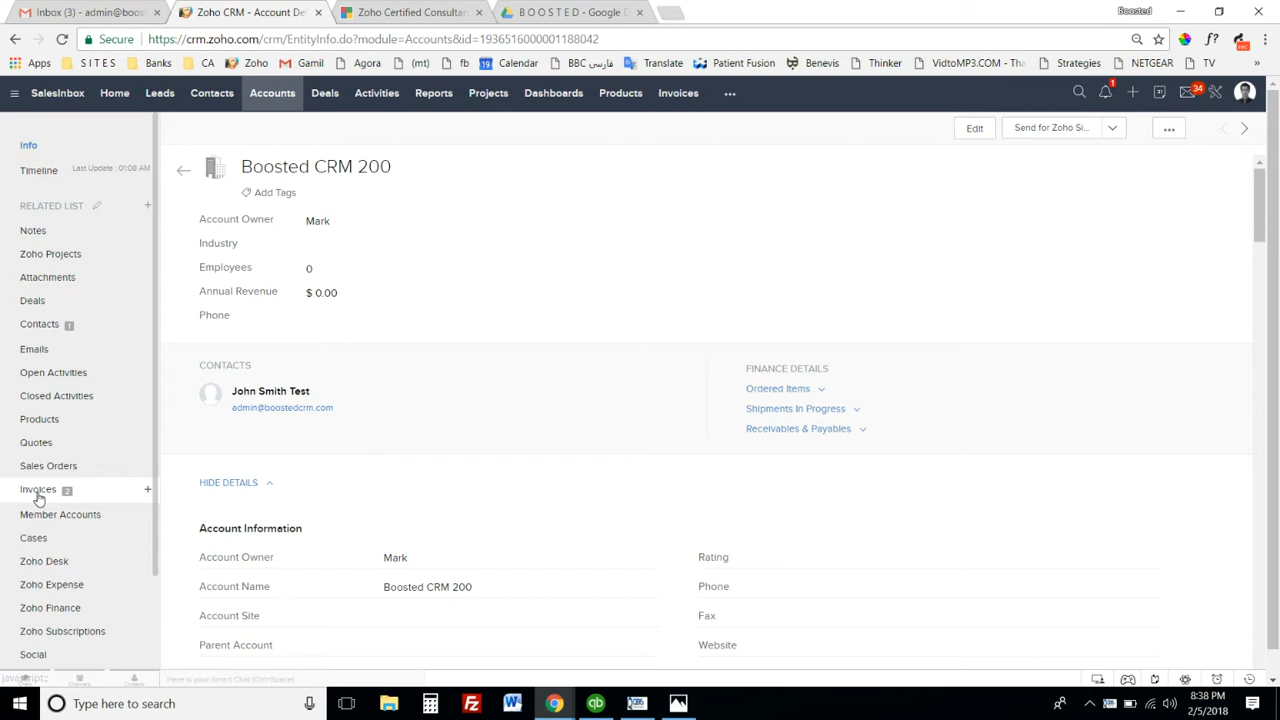 Inbox (3) - admin@boos
Zoho CRM - Account De
Zoho Certified Consultan
B O O S T E D - Google D
Boosted
Secure
https://crm.zoho.com/crm/EntityInfo.do?module=Accounts&id=1936516000001188042
Apps
S I T E S
Banks
CA
Zoho
Gamil
Agora
(mt)
fb
Calendar
BBC فارسی
Translate
Patient Fusion
Benevis
Thinker
VidtoMP3.COM - Tha
Strategies
NETGEAR
TV
»
SalesInbox
Home
Leads
Contacts
Accounts
Deals
Activities
Reports
Projects
Dashboards
Products
Invoices
1
34
Info
Timeline
Last Update : 01:08 AM
RELATED LIST
Notes
Zoho Projects
Attachments
Deals
Contacts 1
Emails
Open Activities
Closed Activities
Products
Quotes
Sales Orders
Invoices 2
Member Accounts
Cases
Zoho Desk
Zoho Expense
Zoho Finance
Zoho Subscriptions
Social
Edit
Send for Zoho Si...
Boosted CRM 200
Add Tags
Account Owner Mark
Industry
Employees 0
Annual Revenue $ 0.00
Phone
CONTACTS
John Smith Test
admin@boostedcrm.com
FINANCE DETAILS
Ordered Items
Shipments In Progress
Receivables & Payables
HIDE DETAILS
Account Information
Account Owner Mark
Rating
Account Name Boosted CRM 200
Phone
Account Site
Fax
Parent Account
Website
Here is your Smart Chat (Ctrl+Space)
Type here to search
8:38 PM
2/5/2018